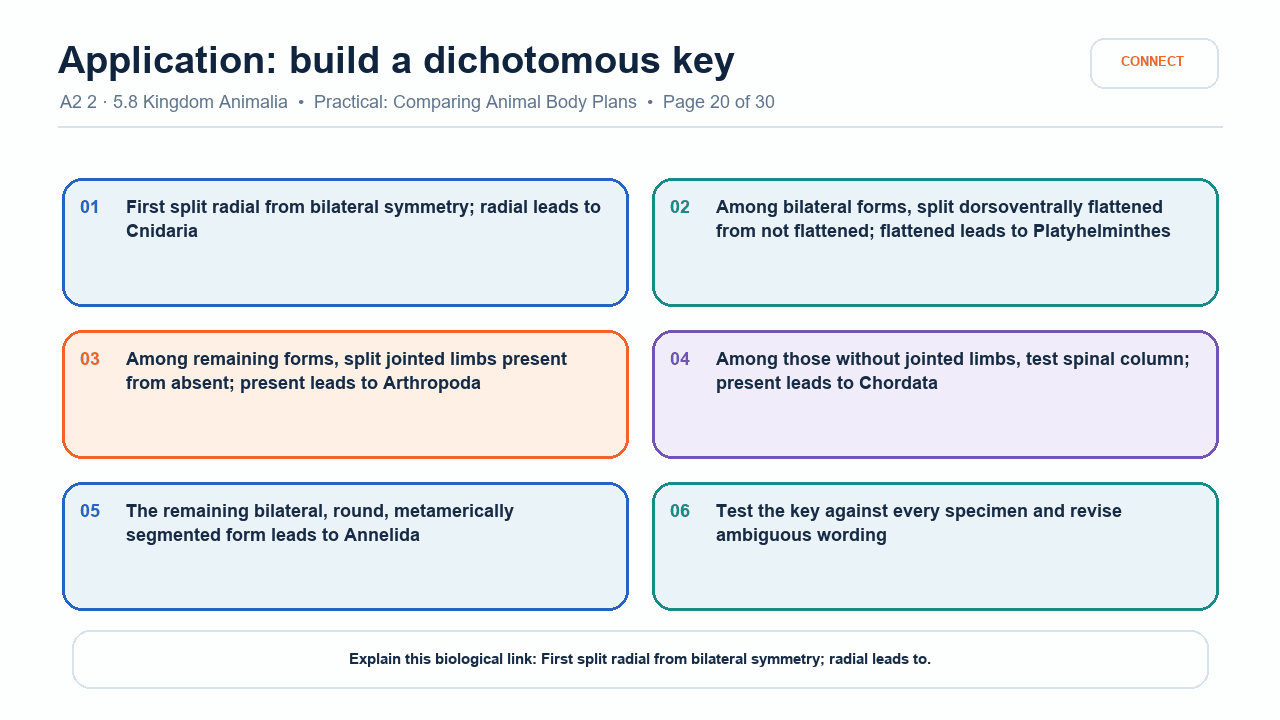 Application: build a dichotomous key
CONNECT
A2 2 · 5.8 Kingdom Animalia • Practical: Comparing Animal Body Plans • Page 20 of 30
01 First split radial from bilateral symmetry; radial leads to
Cnidaria
02 Among bilateral forms, split dorsoventrally flattened
from not flattened; flattened leads to Platyhelminthes
03 Among remaining forms, split jointed limbs present
from absent; present leads to Arthropoda
04 Among those without jointed limbs, test spinal column;
present leads to Chordata
05 The remaining bilateral, round, metamerically
segmented form leads to Annelida
06 Test the key against every specimen and revise
ambiguous wording
Explain this biological link: First split radial from bilateral symmetry; radial leads to.